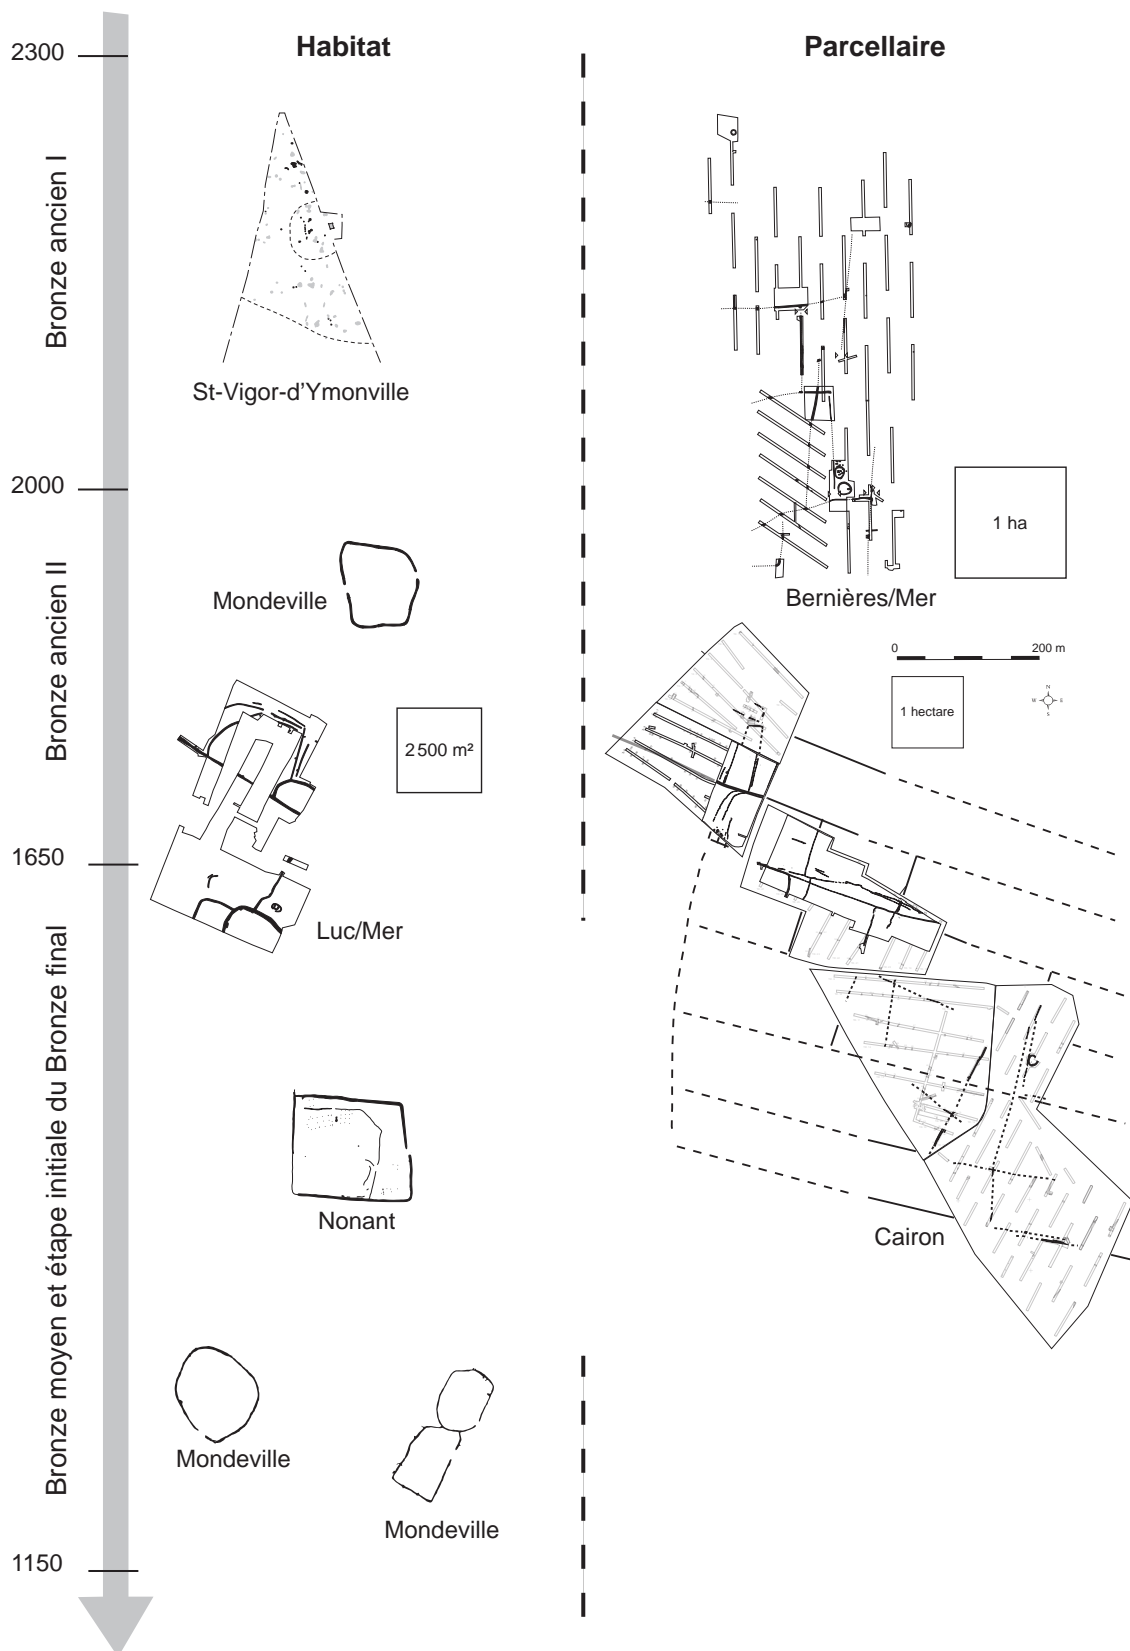 Habitat
Parcellaire
2300
Bronze ancien I
St-Vigor-d'Ymonville
2000
1 ha
Bernières/Mer
Mondeville
Bronze ancien II
0 200 m
1 hectare
N
W E
S
2 500 m²
1650
Luc/Mer
Bronze moyen et étape initiale du Bronze final
Nonant
Cairon
Mondeville
Mondeville
1150